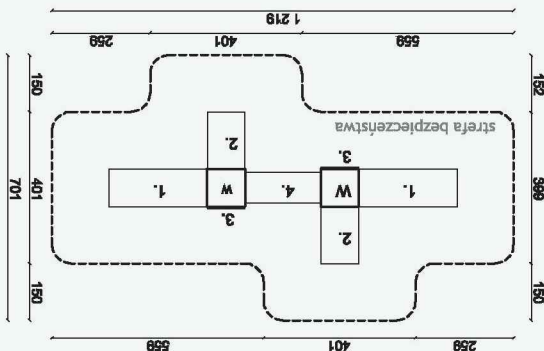 259 401 559
150 150
2.
3.
399 1. W 4. w 1. 401 701
3.
2.
strefa bezpieczeństwa
152 150
559 401 259
1 219